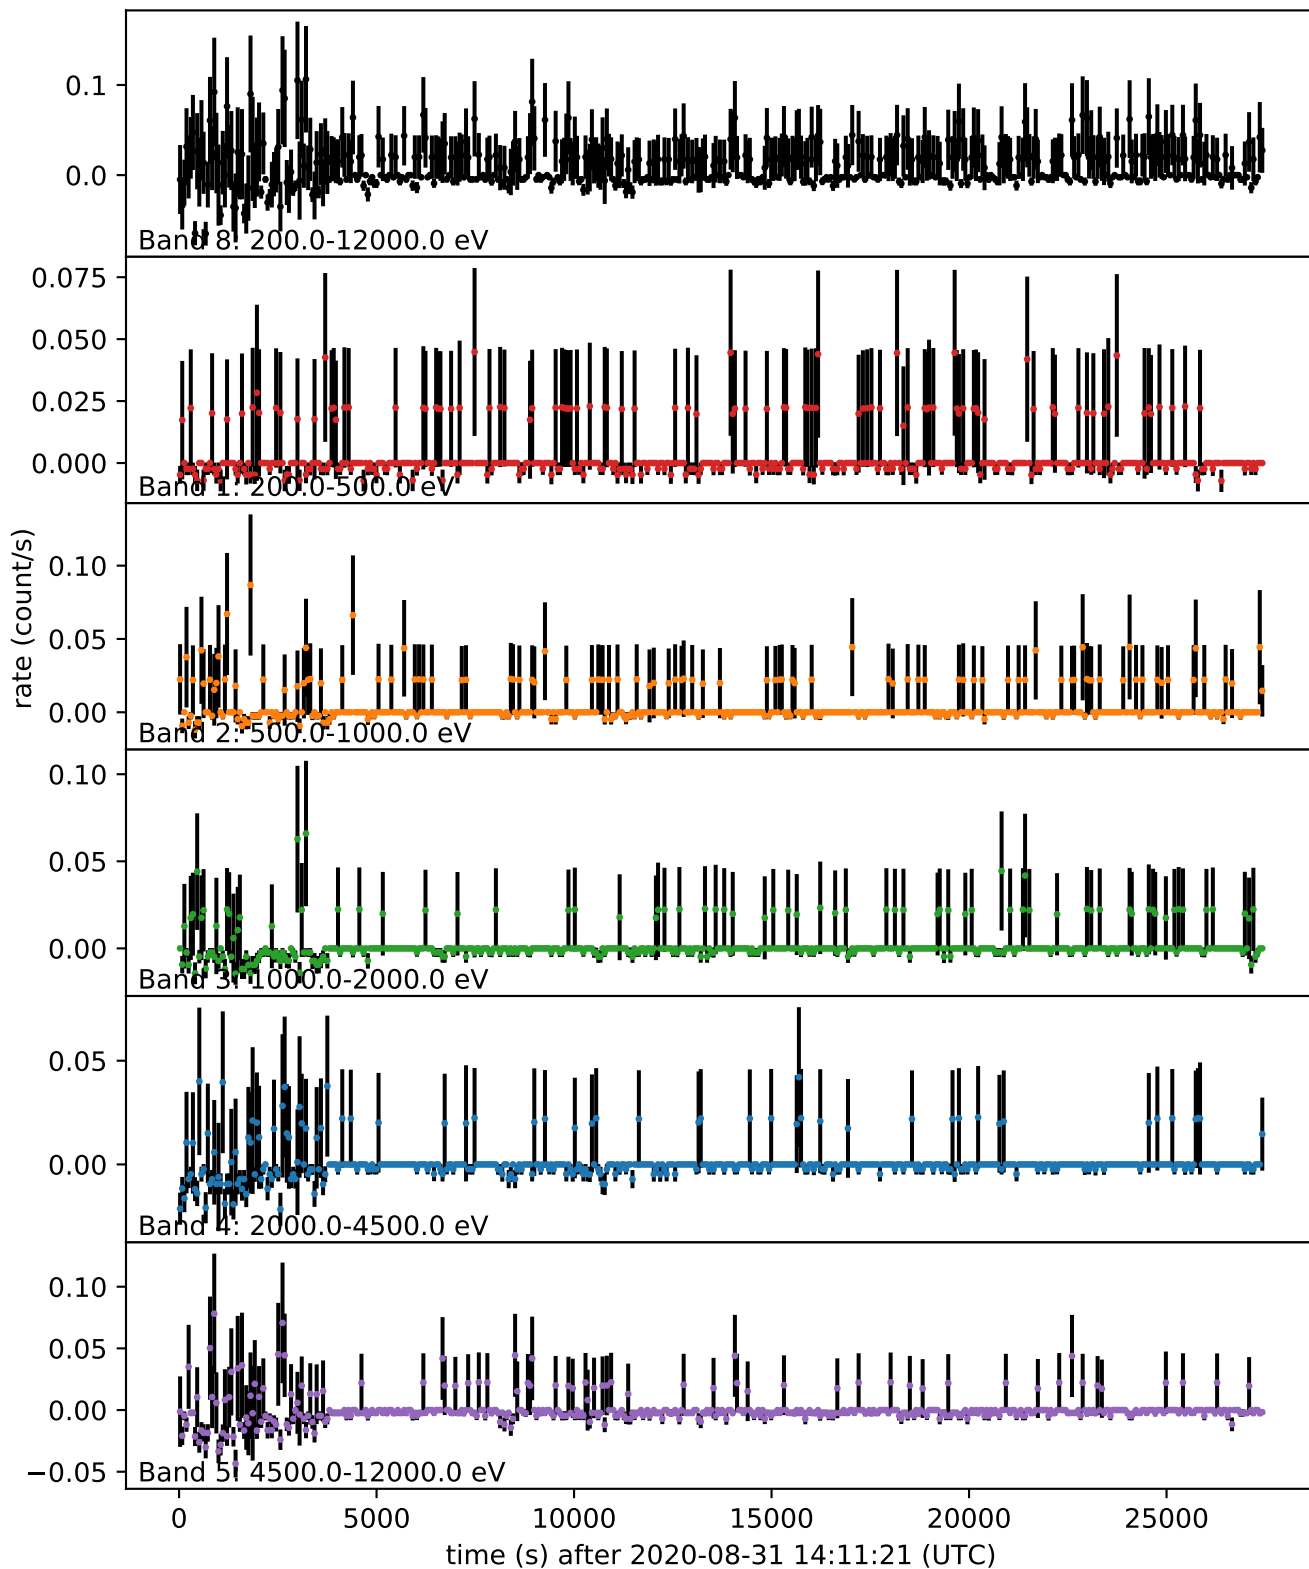 0.1
0.0
Band 8: 200.0-12000.0 eV
0.075
0.050
0.025
0.000
Band 1: 200.0-500.0 eV
0.10
0.05
0.00
Band 2: 500.0-1000.0 eV
rate (count/s)
0.10
0.05
0.00
Band 3: 1000.0-2000.0 eV
0.05
0.00
Band 4: 2000.0-4500.0 eV
0.10
0.05
0.00
−0.05
Band 5: 4500.0-12000.0 eV
0 5000 10000 15000 20000 25000
time (s) after 2020-08-31 14:11:21 (UTC)